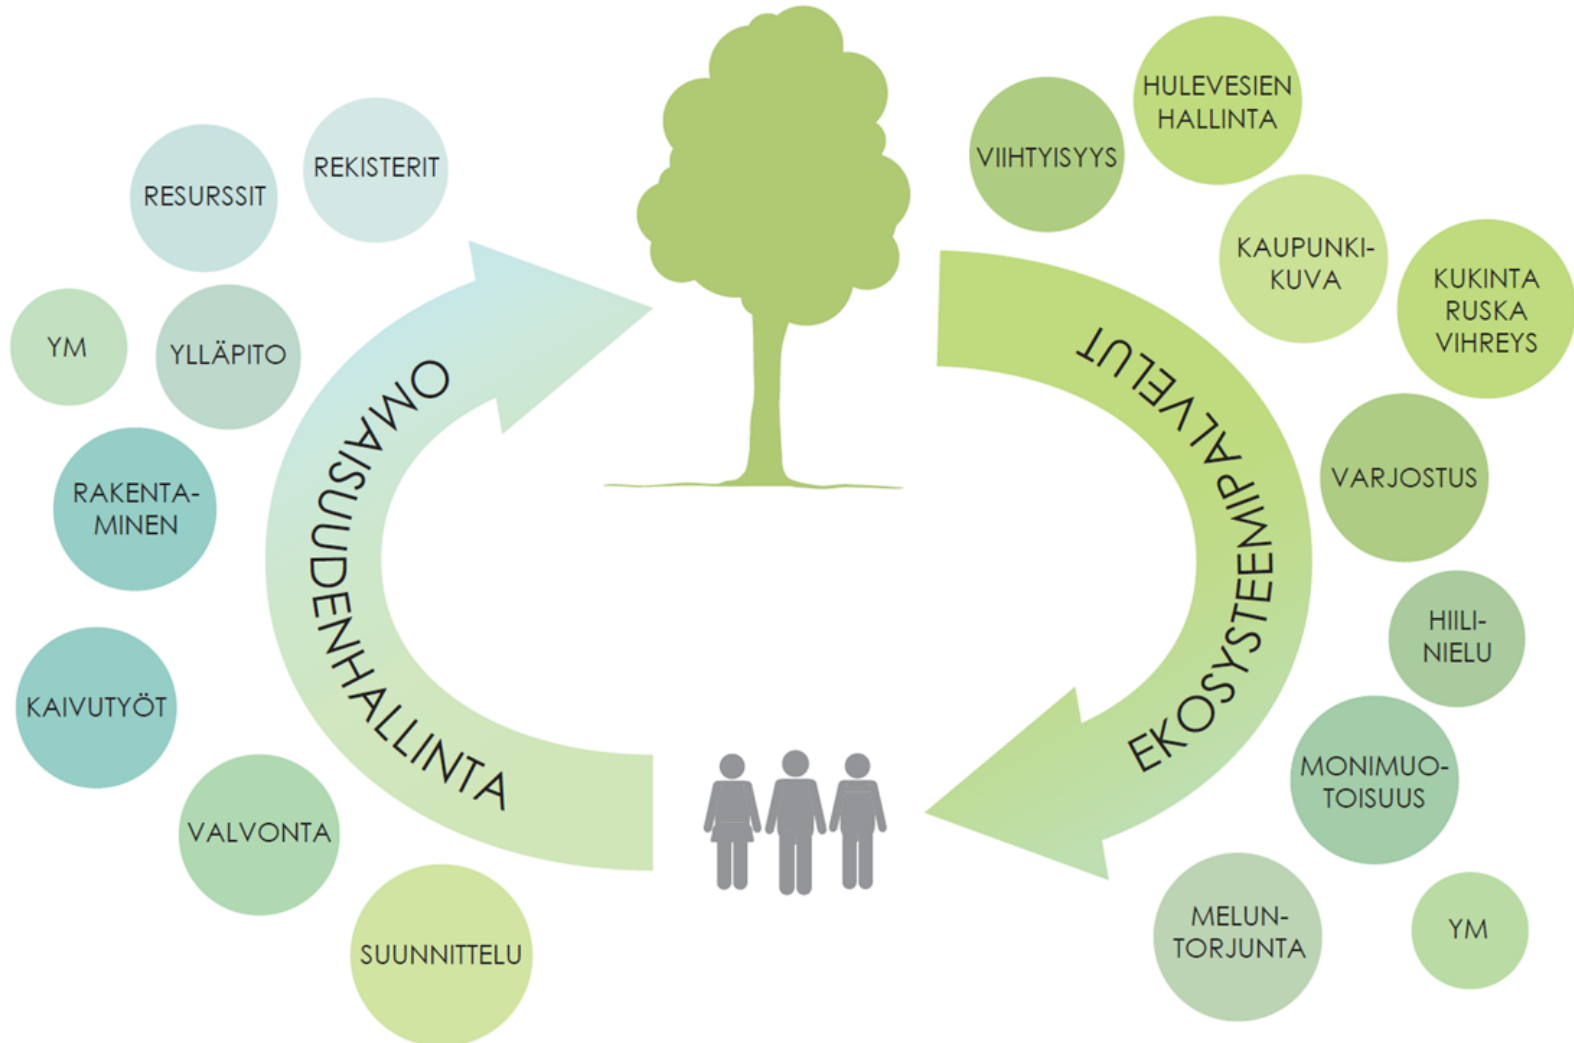 REKISTERIT
RESURSSIT
YM
YLLÄPITO
RAKENTA-
MINEN
KAIVUTYÖT
VALVONTA
SUUNNITTELU
OMAISUUDENHALLINTA
EKOSYSTEEMIPALVELUT
VIIHTYISYYS
HULEVESIEN
HALLINTA
KAUPUNKI-
KUVA
KUKINTA
RUSKA
VIHREYS
VARJOSTUS
HIILI-
NIELU
MONIMUO-
TOISUUS
MELUN-
TORJUNTA
YM